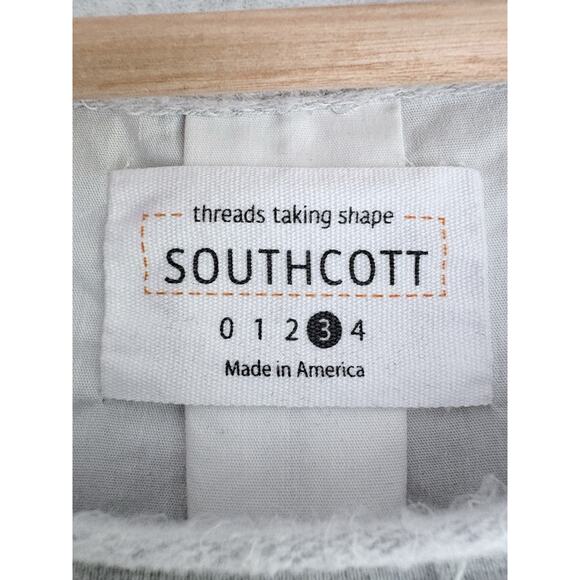 threads taking shape
SOUTHCOTT
0 1 2 3 4
Made in America